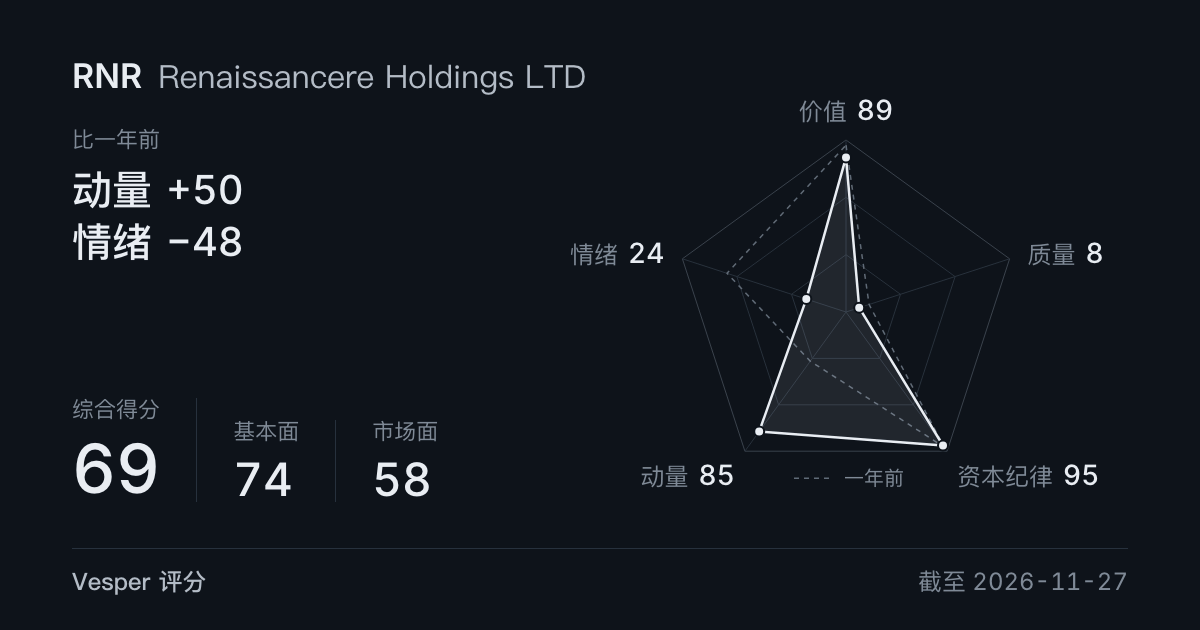 RNR Renaissancere Holdings LTD
比一年前
动量 +50
情绪 −48
价值 89
情绪 24
质量 8
动量 85
一年前
资本纪律 95
综合得分
69
基本面
74
市场面
58
Vesper 评分
截至 2026-11-27